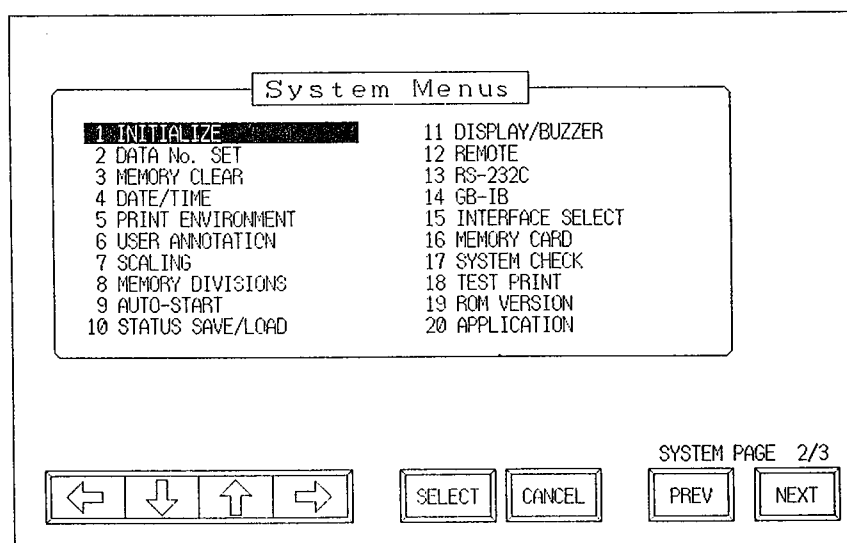 System Menus
1 INITIALIZE
2 DATA No. SET
3 MEMORY CLEAR
4 DATE/TIME
5 PRINT ENVIRONMENT
6 USER ANNOTATION
7 SCALING
8 MEMORY DIVISIONS
9 AUTO-START
10 STATUS SAVE/LOAD
11 DISPLAY/BUZZER
12 REMOTE
13 RS-232C
14 GB-IB
15 INTERFACE SELECT
16 MEMORY CARD
17 SYSTEM CHECK
18 TEST PRINT
19 ROM VERSION
20 APPLICATION
SYSTEM PAGE 2/3
SELECT CANCEL PREV NEXT